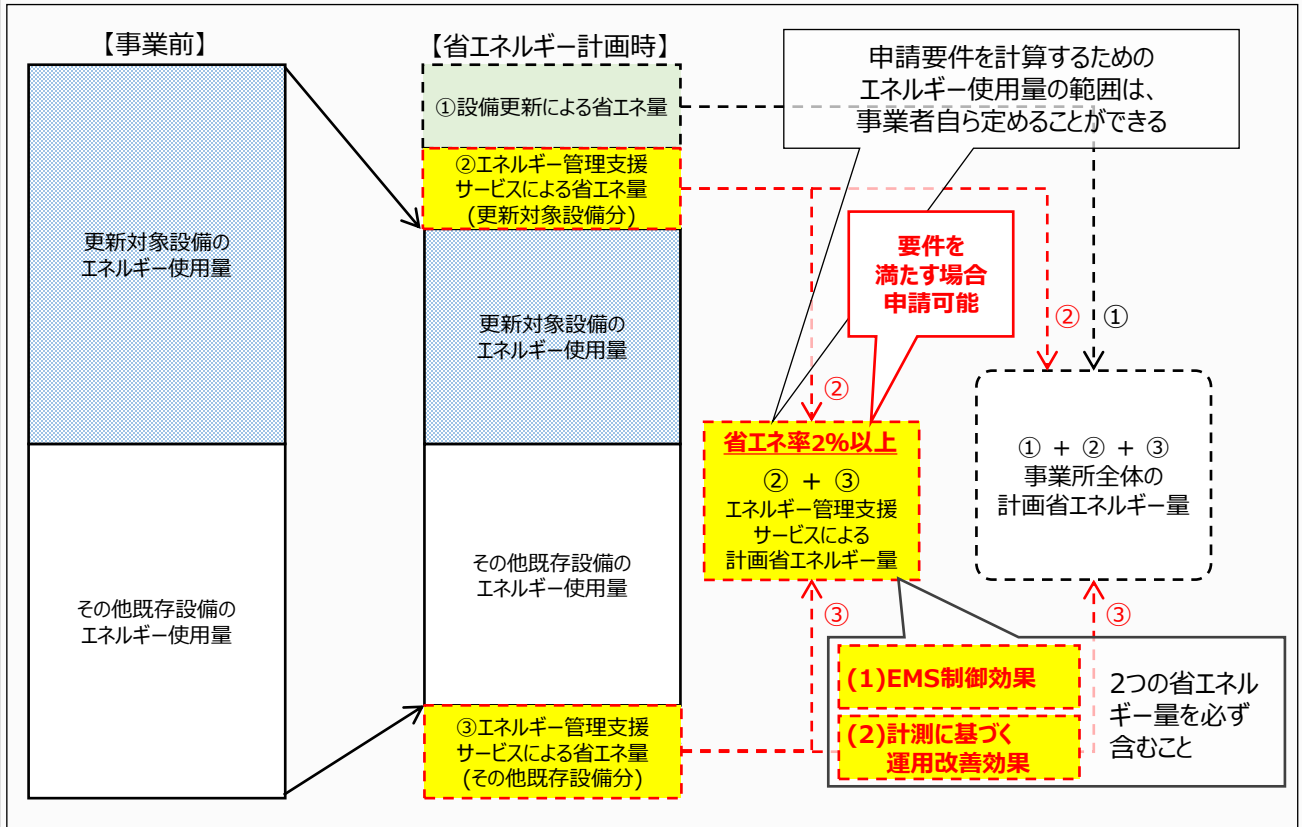 【事業前】
更新対象設備の
エネルギー使用量
その他既存設備の
エネルギー使用量
【省エネルギー計画時】
①設備更新による省エネ量
②エネルギー管理支援
サービスによる省エネ量
(更新対象設備分)
更新対象設備の
エネルギー使用量
その他既存設備の
エネルギー使用量
③エネルギー管理支援
サービスによる省エネ量
(その他既存設備分)
申請要件を計算するための
エネルギー使用量の範囲は、
事業者自ら定めることができる
要件を
満たす場合
申請可能
②
①
②
省エネ率2%以上
② + ③
エネルギー管理支援
サービスによる
計画省エネルギー量
① + ② + ③
事業所全体の
計画省エネルギー量
③
③
(1)EMS制御効果
(2)計測に基づく
運用改善効果
2つの省エネル
ギー量を必ず
含むこと